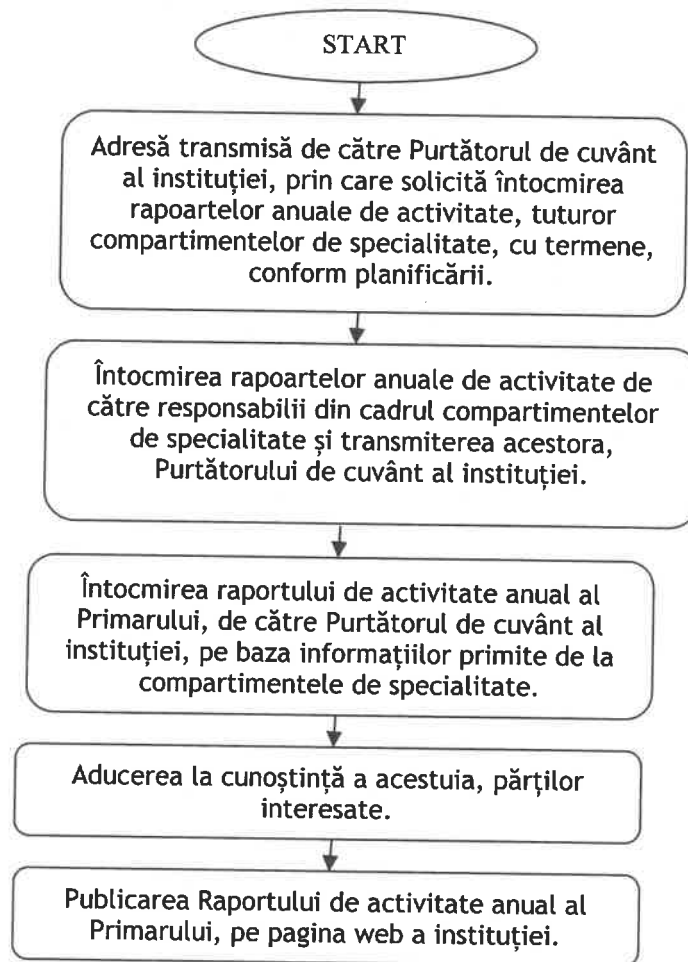 START
Adresă transmisă de către Purtătorul de cuvânt
al instituției, prin care solicită întocmirea
rapoartelor anuale de activitate, tuturor
compartimentelor de specialitate, cu termene,
conform planificării.
Întocmirea rapoartelor anuale de activitate de
către responsabilii din cadrul compartimentelor
de specialitate și transmiterea acestora,
Purtătorului de cuvânt al instituției.
Întocmirea raportului de activitate anual al
Primarului, de către Purtătorul de cuvânt al
instituției, pe baza informațiilor primite de la
compartimentele de specialitate.
Aducerea la cunoștință a acestuia, părților
interesate.
Publicarea Raportului de activitate anual al
Primarului, pe pagina web a instituției.